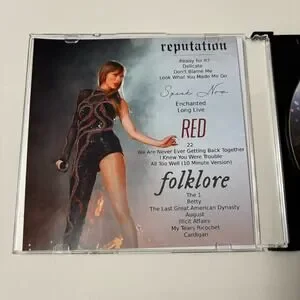 reputation
...Ready for it?
Delicate
Don't Blame Me
Look What You Made Me Do
Speak Now
Enchanted
Long Live
RED
22
We Are Never Ever Getting Back Together
I Knew You Were Trouble
All Too Well (10 Minute Version)
folklore
The 1
Betty
The Last Great American Dynasty
August
Illicit Affairs
My Tears Ricochet
Cardigan